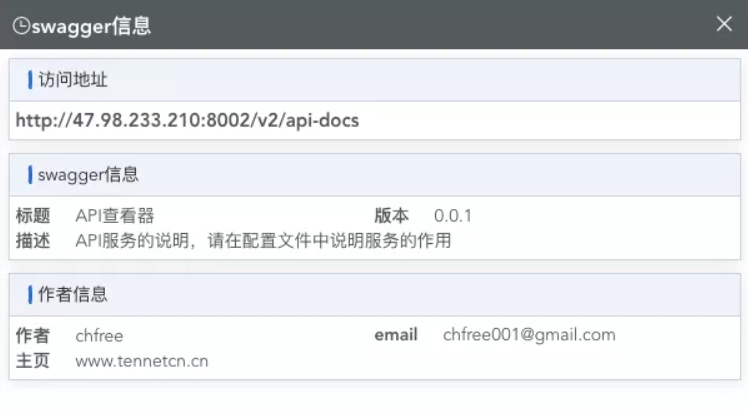 swagger信息
访问地址
http://47.98.233.210:8002/v2/api-docs
swagger信息
标题 API查看器 版本 0.0.1
描述 API服务的说明，请在配置文件中说明服务的作用
作者信息
作者 chfree email chfree001@gmail.com
主页 www.tennetcn.cn